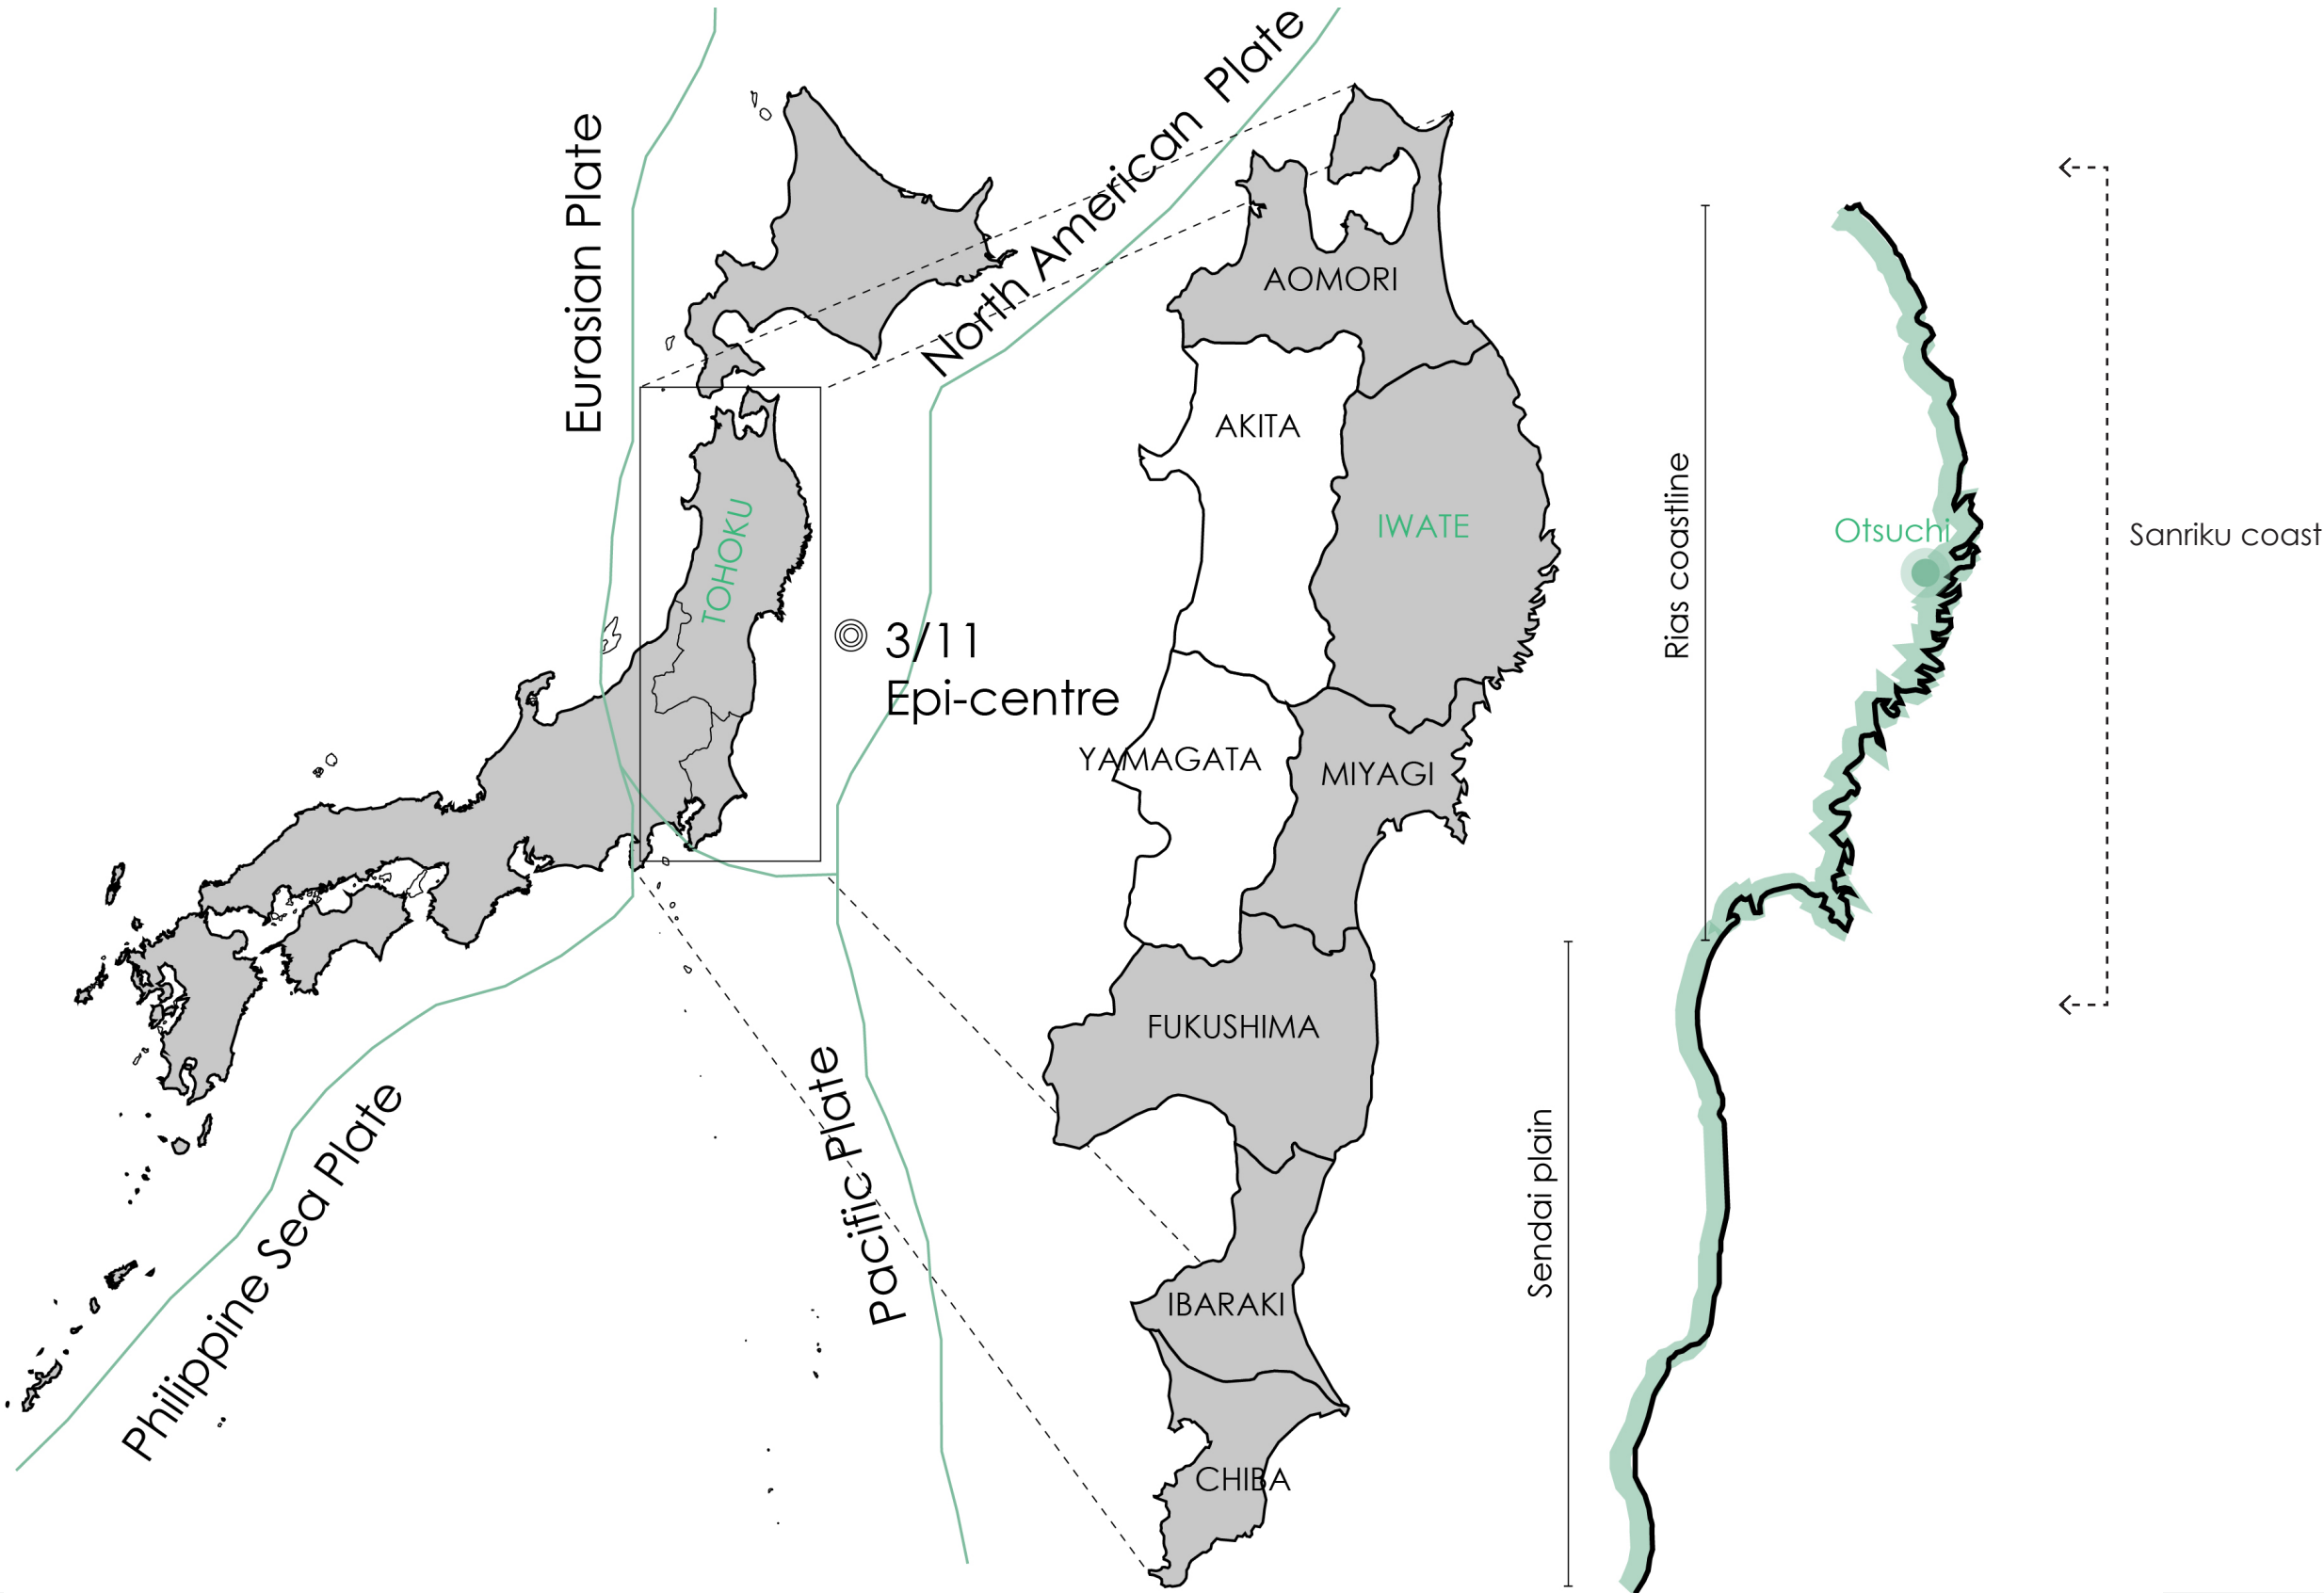 Eurasian Plate
North American Plate
TOHOKU
3/11
Epi-centre
Philippine Sea Plate
Pacific Plate
AOMORI
AKITA
IWATE
YAMAGATA
MIYAGI
FUKUSHIMA
IBARAKI
CHIBA
Rias coastline
Otsuchi
Sanriku coast
Sendai plain